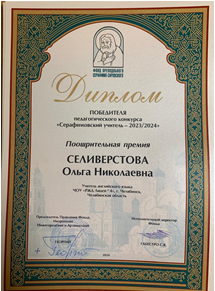 ФОНД ПРЕПОДОБНОГО
СЕРАФИМА САРОВСКОГО
Диплом
ПОБЕДИТЕЛЯ
педагогического конкурса
«Серафимовский учитель – 2023/2024»
Поощрительная премия
СЕЛИВЕРСТОВА
Ольга Николаевна
Учитель английского языка
ЧОУ «РЖД лицей № 4», г. Челябинск,
Челябинская область
Председатель Правления Фонда,
Митрополит
Нижегородский и Арзамасский
ГЕОРГИЙ
Исполнительный директор
Фонда
2024